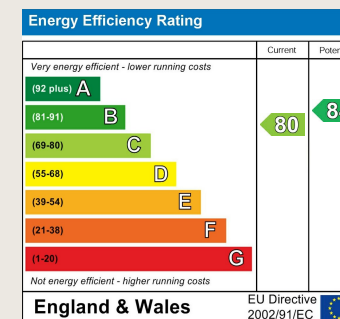 Energy Efficiency Rating
Current
Very energy efficient - lower running costs
(92 plus) A
(81-91) B
(69-80) C
80
(55-68) D
(39-54) E
(21-38) F
(1-20) G
Not energy efficient - higher running costs
England & Wales
EU Directive
2002/91/EC